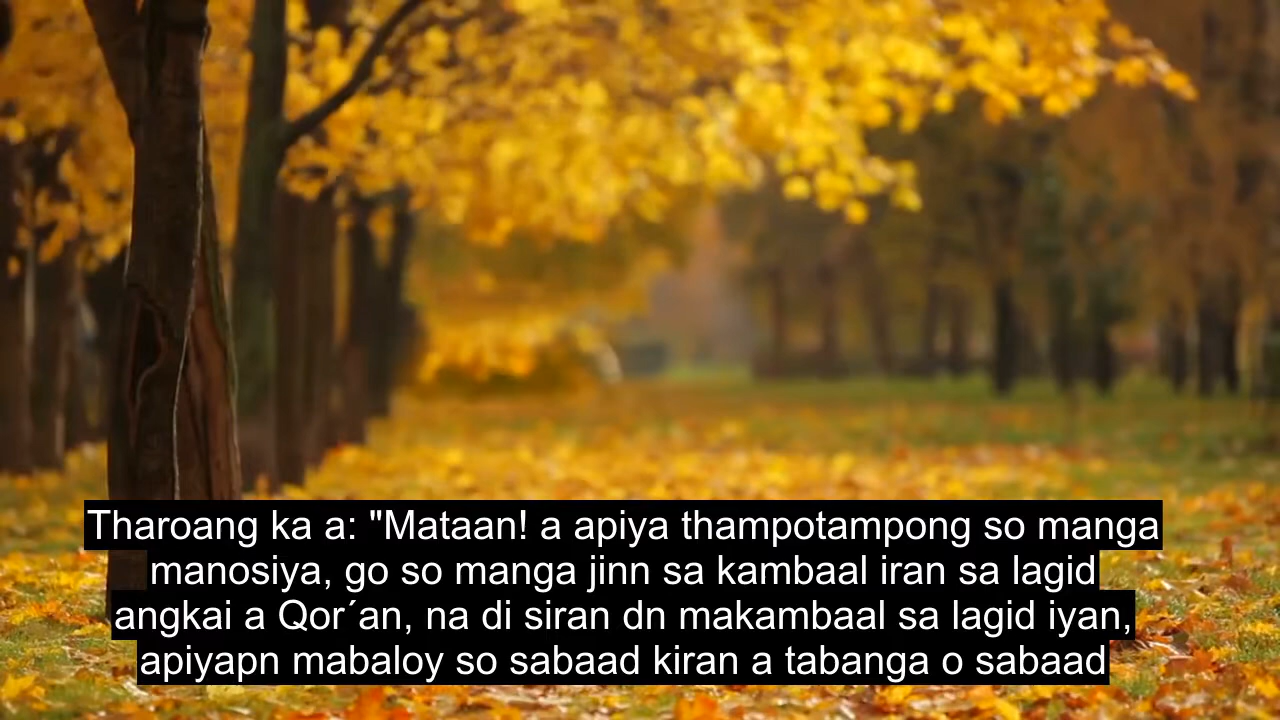 Tharoang ka a: "Mataan! a apiya thampotampong so manga
manosiya, go so manga jinn sa kambaal iran sa lagid
angkai a Qor´an, na di siran dn makambaal sa lagid iyan,
apiyapn mabaloy so sabaad kiran a tabanga o sabaad